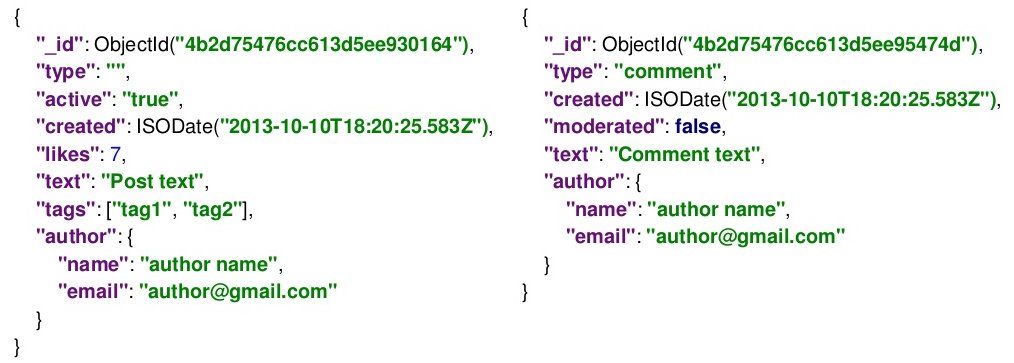 {
"_id": ObjectId("4b2d75476cc613d5ee930164"),
"type": "",
"active": "true",
"created": ISODate("2013-10-10T18:20:25.583Z"),
"likes": 7,
"text": "Post text",
"tags": ["tag1", "tag2"],
"author": {
"name": "author name",
"email": "author@gmail.com"
}
}
{
"_id": ObjectId("4b2d75476cc613d5ee95474d"),
"type": "comment",
"created": ISODate("2013-10-10T18:20:25.583Z"),
"moderated": false,
"text": "Comment text",
"author": {
"name": "author name",
"email": "author@gmail.com"
}
}